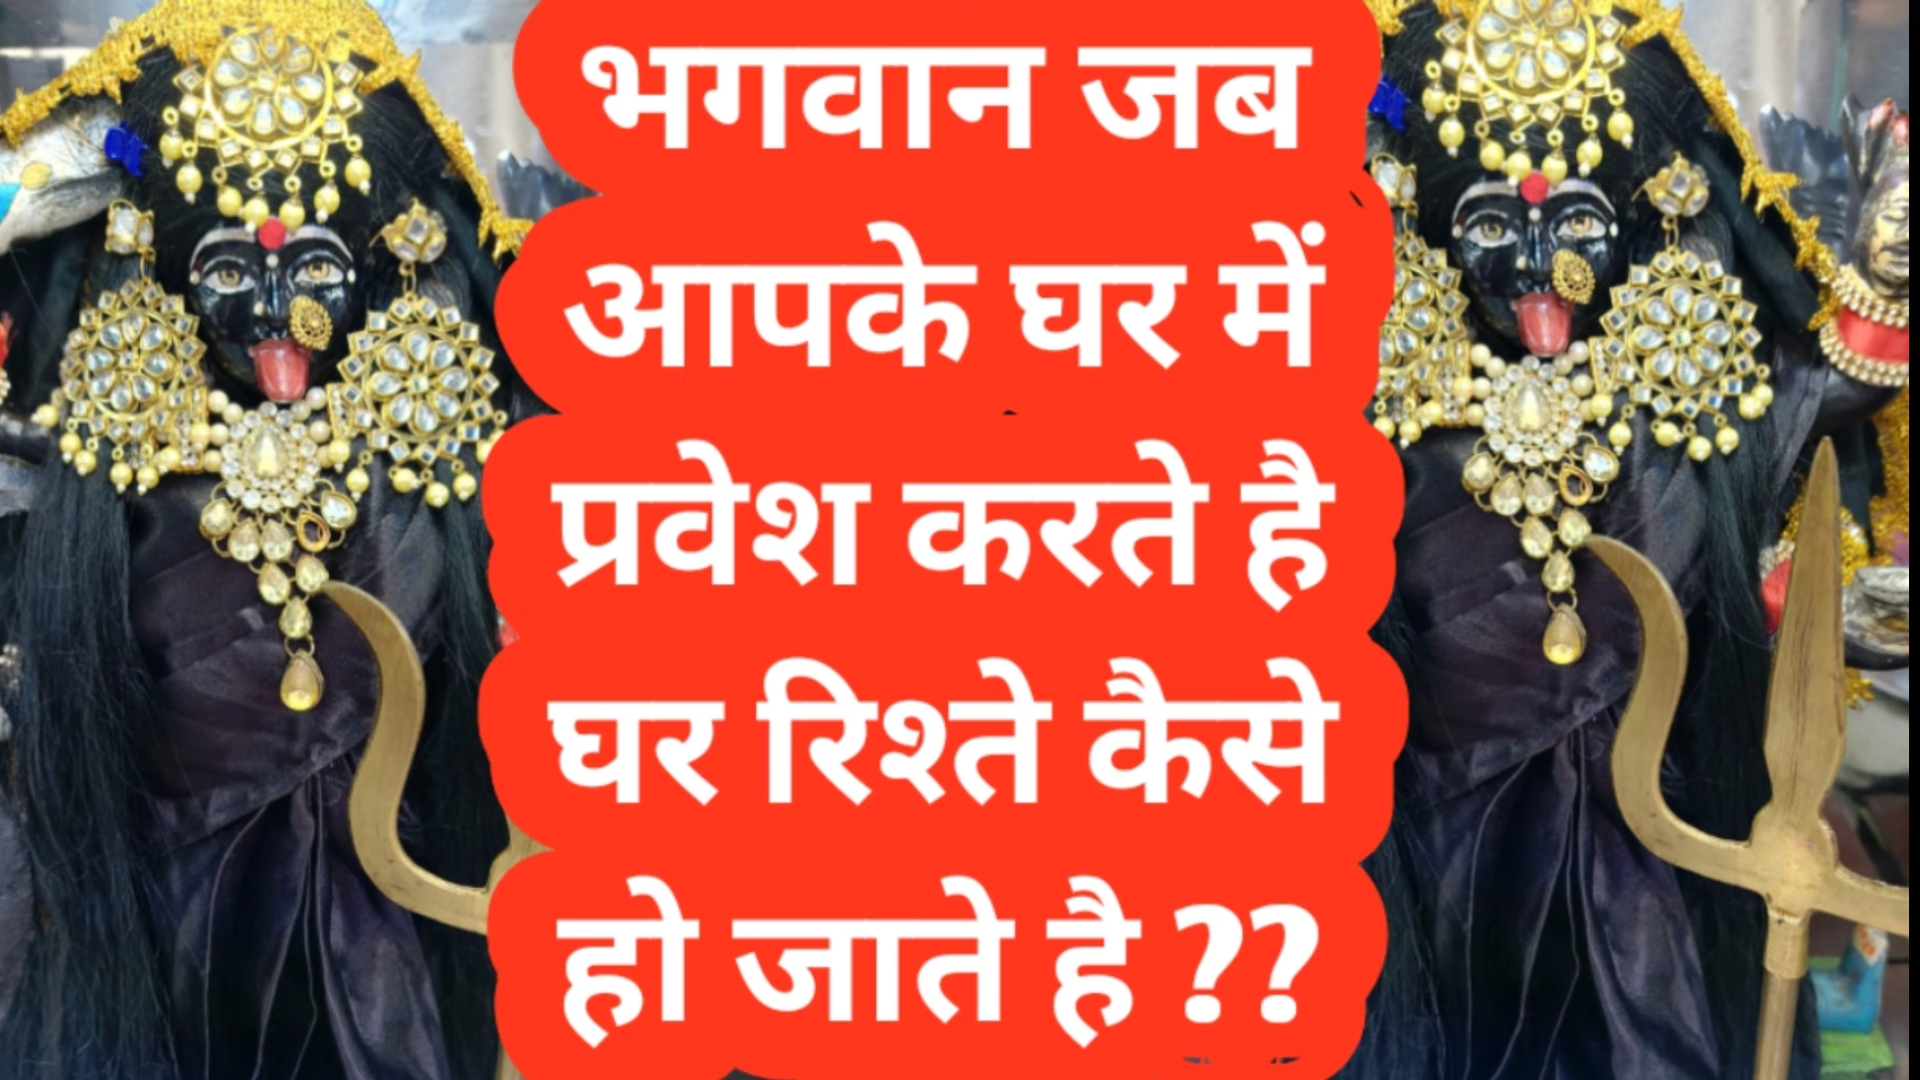 भगवान जब
आपके घर में
प्रवेश करते है
घर रिश्ते कैसे
हो जाते है ??